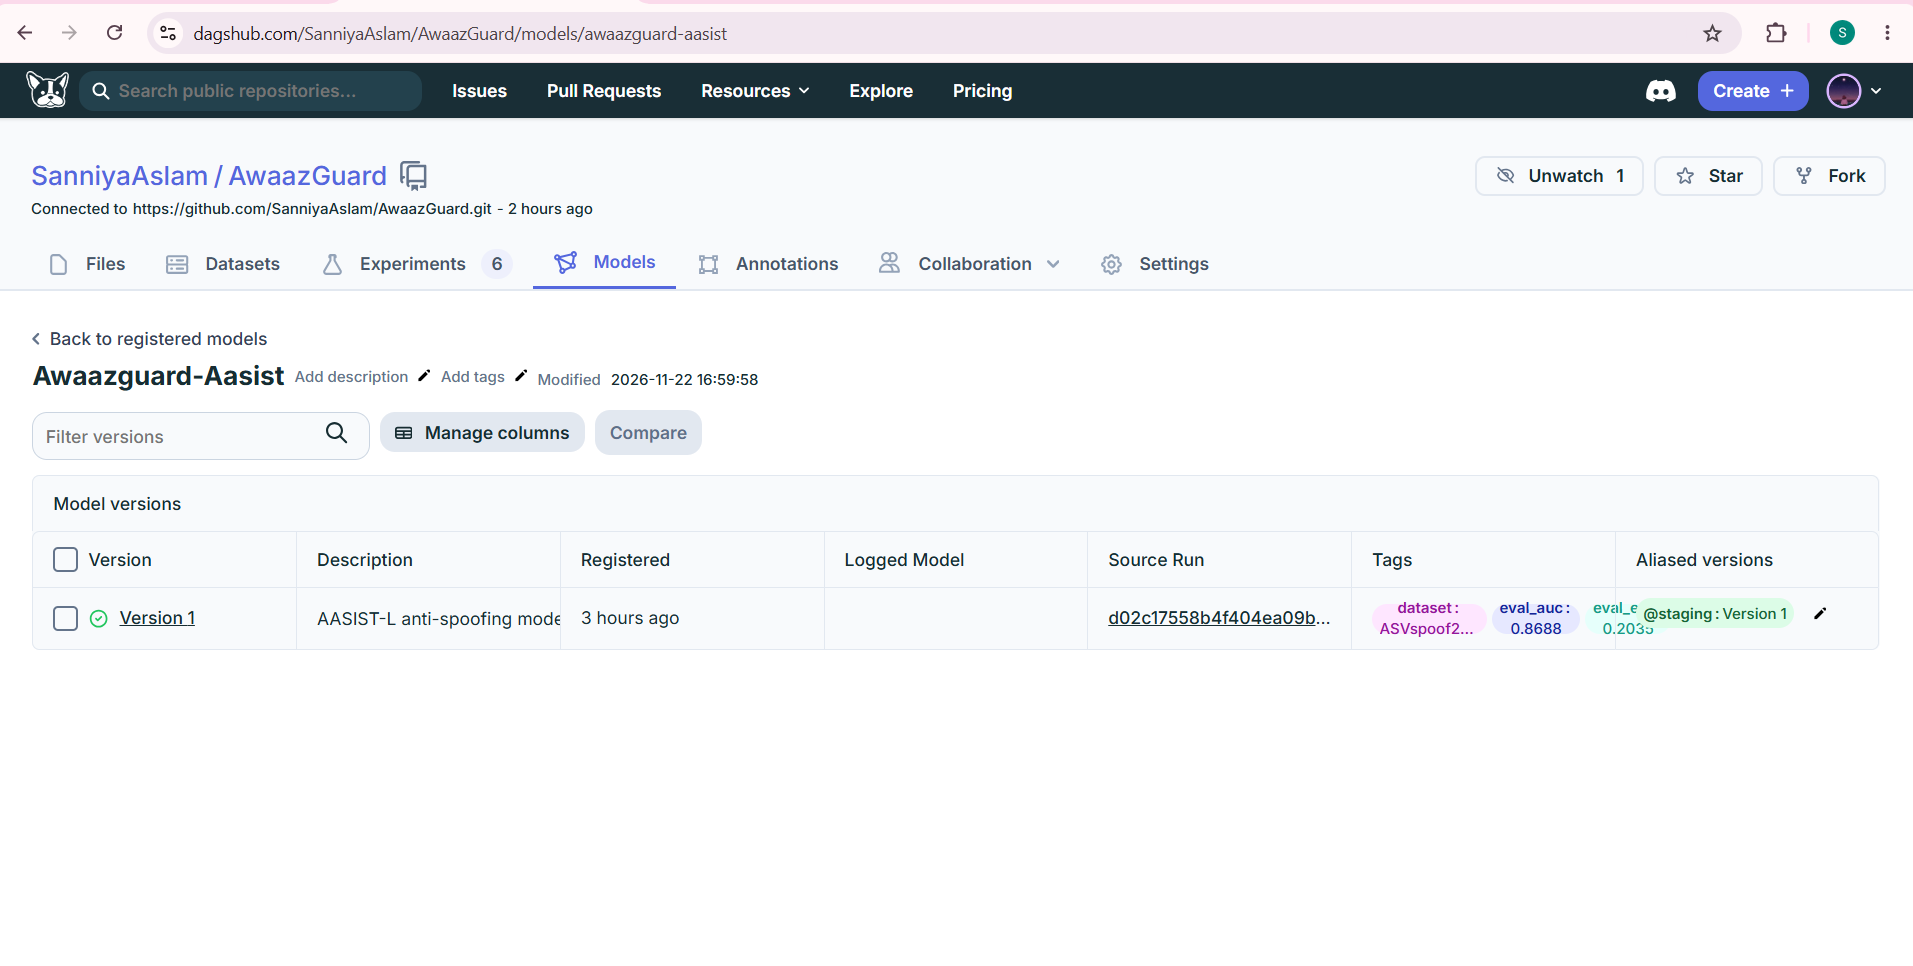 dagshub.com/SanniyaAslam/AwaazGuard/models/awaazguard-aasist
S
Search public repositories...
Issues
Pull Requests
Resources
Explore
Pricing
Create +
SanniyaAslam / AwaazGuard
Unwatch 1
Star
Fork
Connected to https://github.com/SanniyaAslam/AwaazGuard.git - 2 hours ago
Files
Datasets
Experiments 6
Models
Annotations
Collaboration
Settings
Back to registered models
Awaazguard-Aasist Add description Add tags Modified 2026-11-22 16:59:58
Filter versions
Manage columns
Compare
Model versions
Version Description Registered Logged Model Source Run Tags Aliased versions
Version 1
AASIST-L anti-spoofing mode
3 hours ago
d02c17558b4f404ea09b...
dataset:
ASVspoof2...
eval_auc:
0.8688
eval_e
0.2035
@staging: Version 1